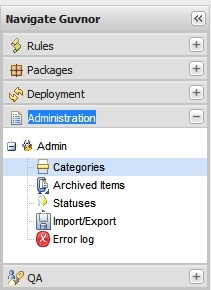 Navigate Guvnor
Rules
Packages
Deployment
Administration
Admin
Categories
Archived Items
Statuses
Import/Export
Error log
QA